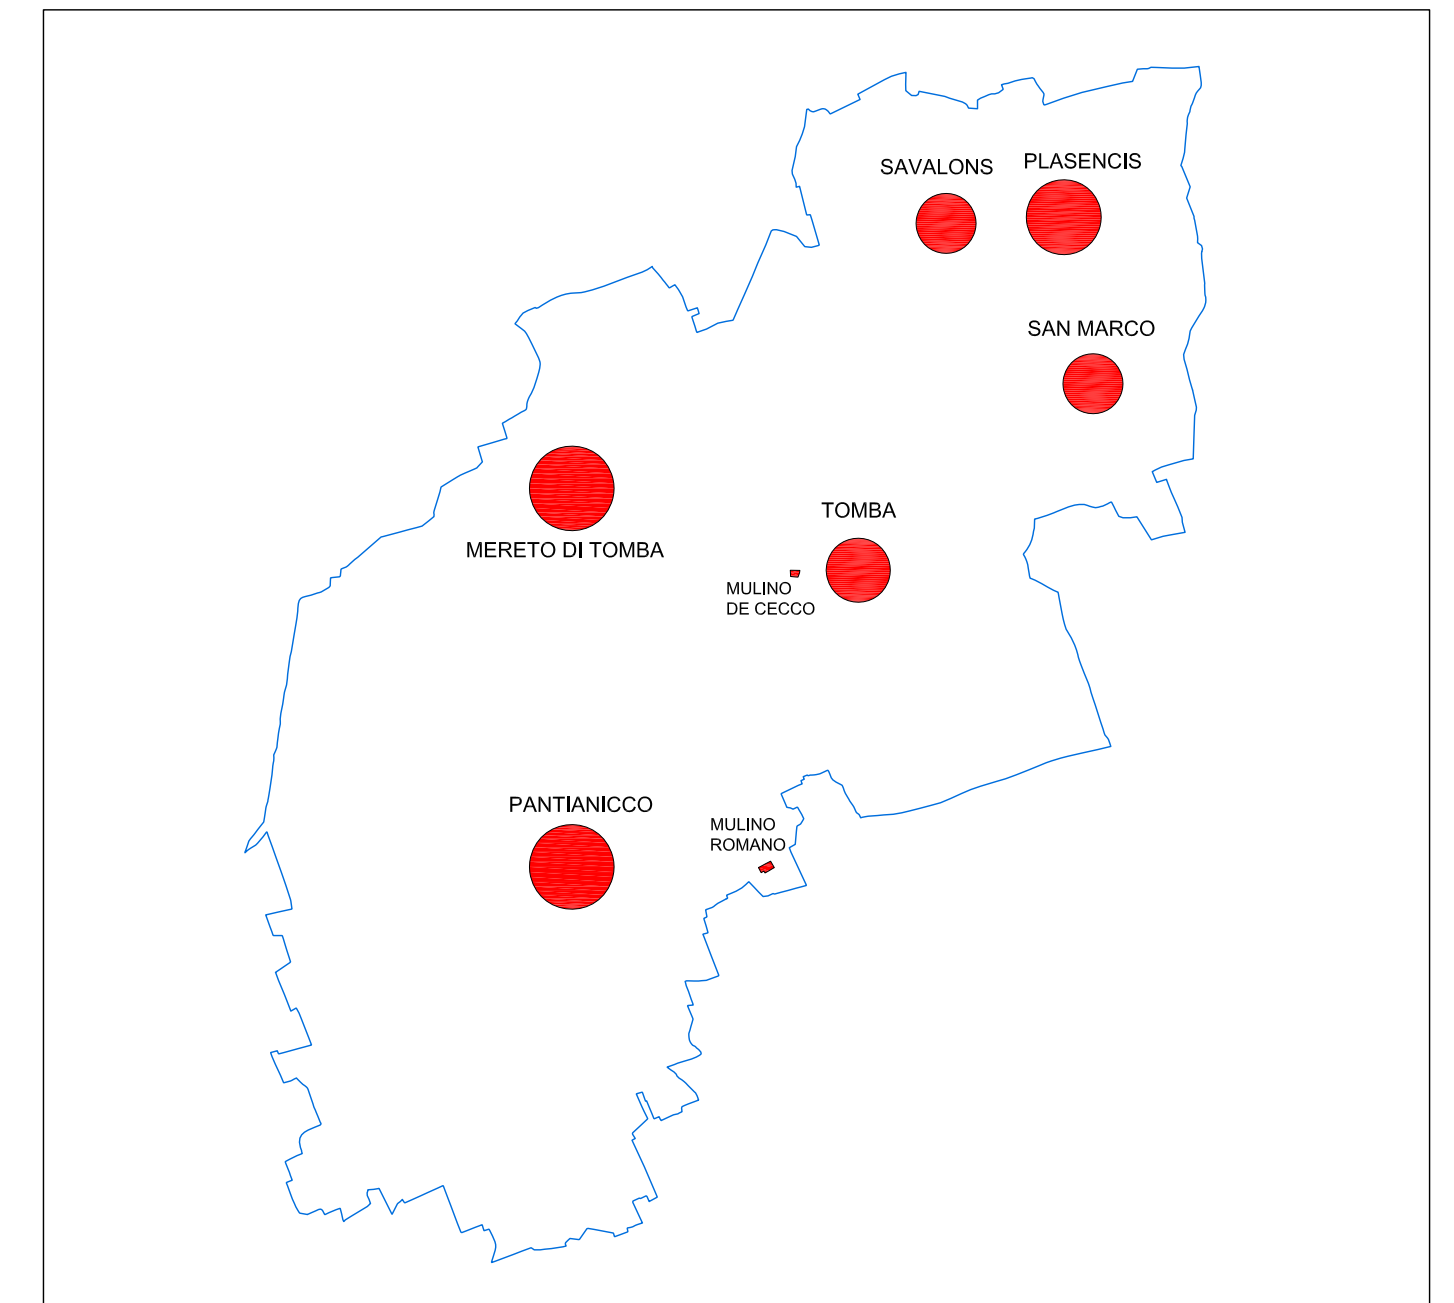 PLASENCIS
SAVALONS
SAN MARCO
TOMBA
MERETO DI TOMBA
MULINO
DE CECCO
PANTIANICCO
MULINO
ROMANO